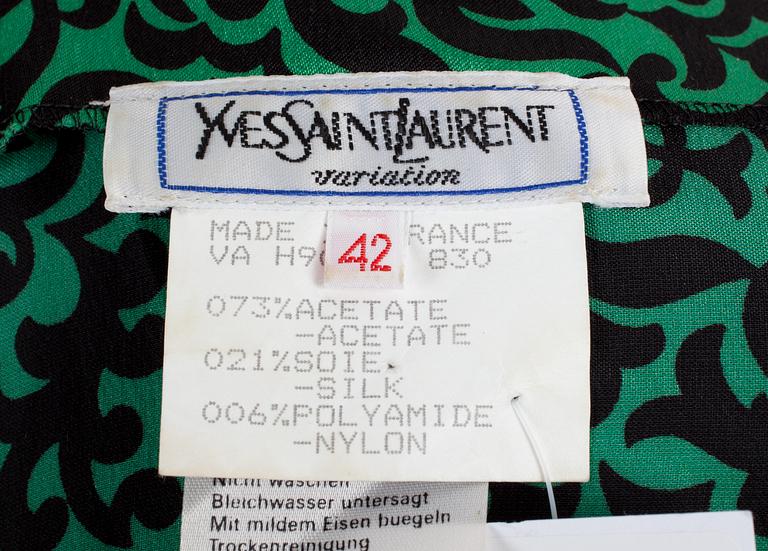 YVESSAINTLAURENT
variation
MADE RANCE
VA H9 42 830
073%ACETATE
-ACETATE
021%SOIE
-SILK
006%POLYAMIDE
-NYLON
Nicht waschen
Bleichwasser untersagt
Mit mildem Eisen buegeln
Trockenreinigung